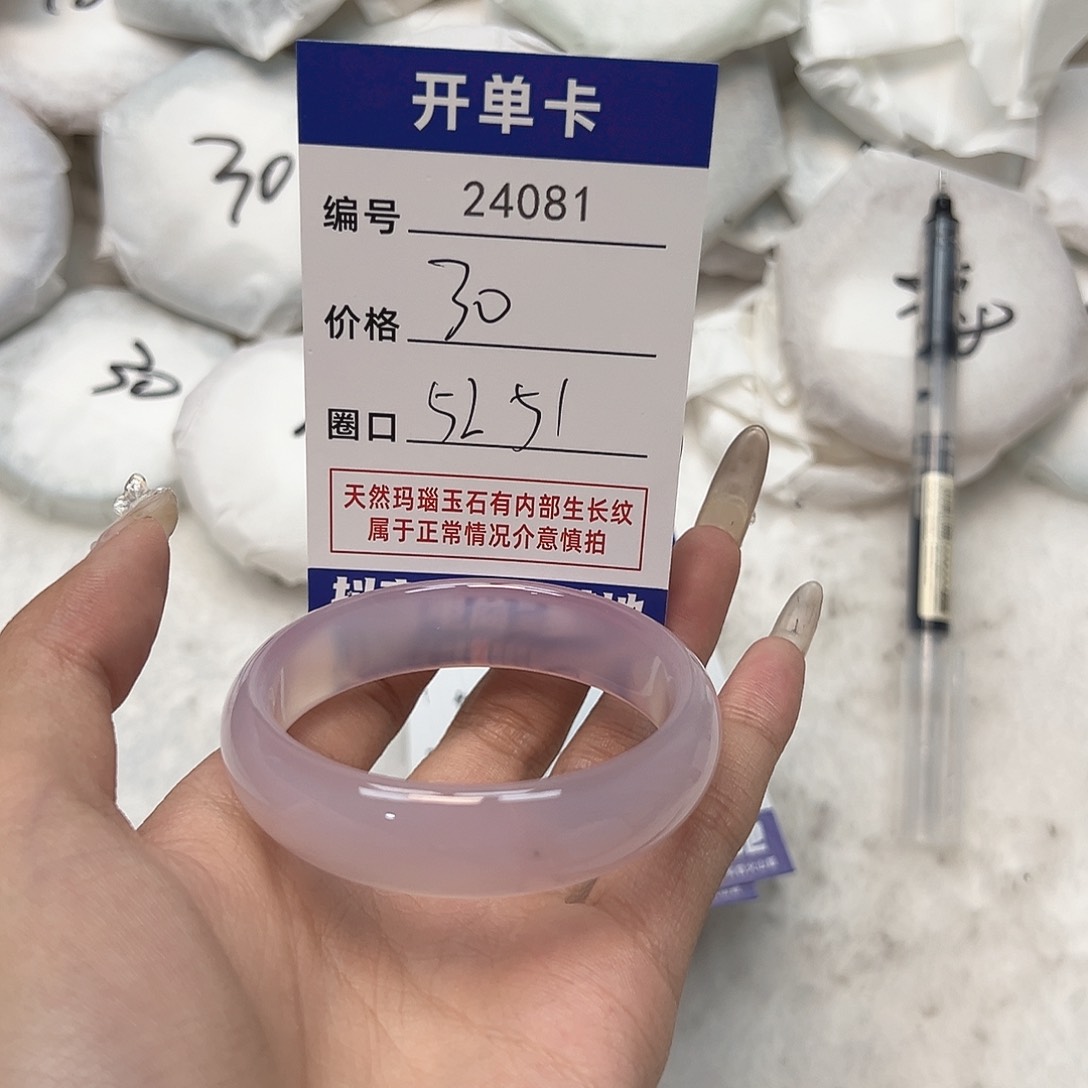 开单卡
编号 24081
价格 30
圈口 52 51
天然玛瑙玉石有内部生长纹
属于正常情况介意慎拍
30
30